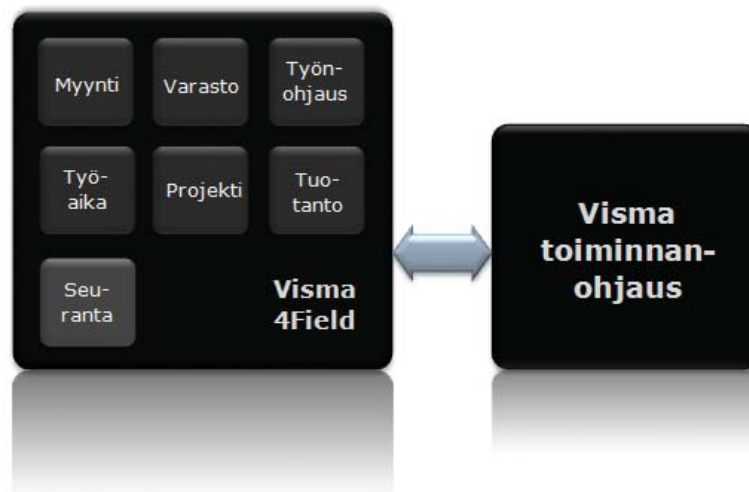 Myynti
Varasto
Työn-
ohjaus
Työ-
aika
Projekti
Tuo-
tanto
Seu-
ranta
Visma
4Field
Visma
toiminnan-
ohjaus